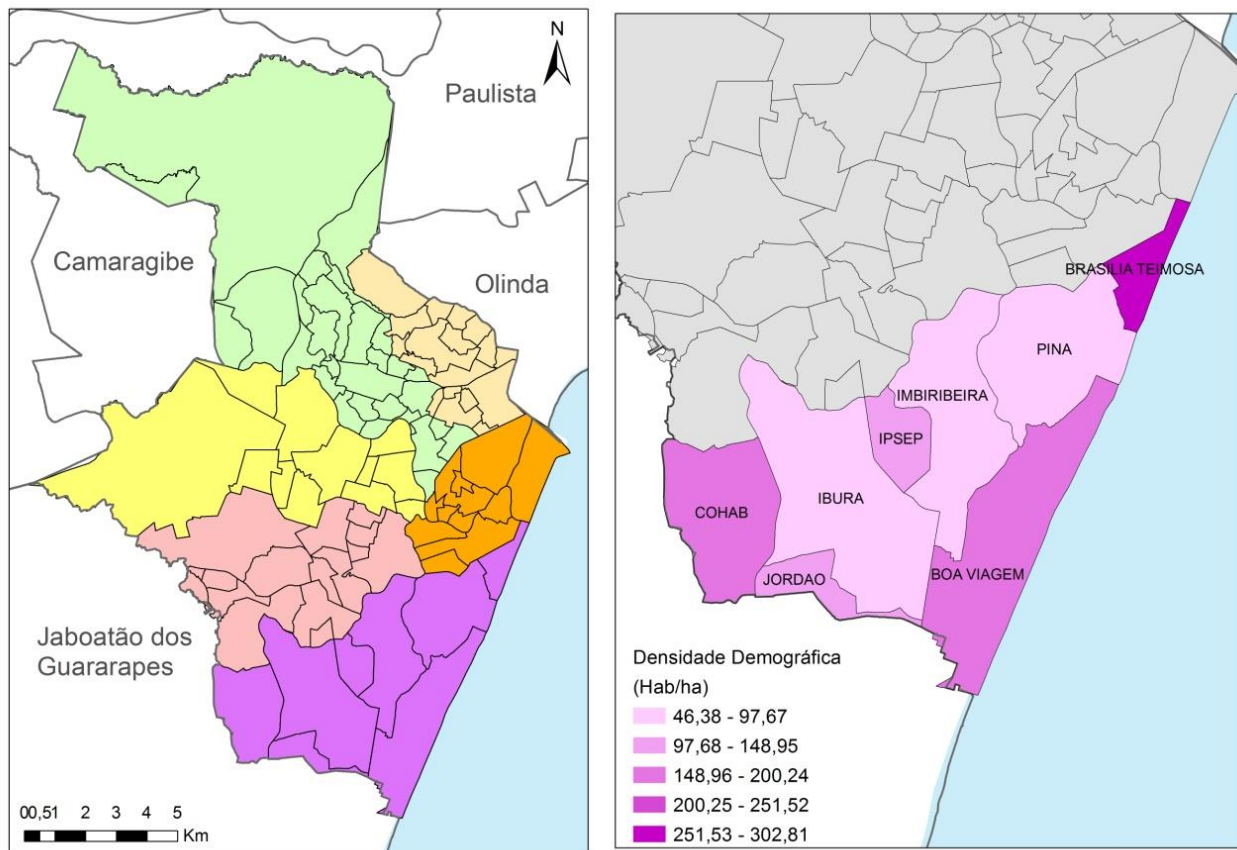 N
Paulista
Camaragibe
Olinda
Jaboatão dos
Guararapes
00,51 2 3 4 5
Km
BRASILIA TEIMOSA
PINA
IMBIRIBEIRA
IPSEP
IBURA
COHAB
JORDAO
BOA VIAGEM
Densidade Demográfica
(Hab/ha)
46,38 - 97,67
97,68 - 148,95
148,96 - 200,24
200,25 - 251,52
251,53 - 302,81